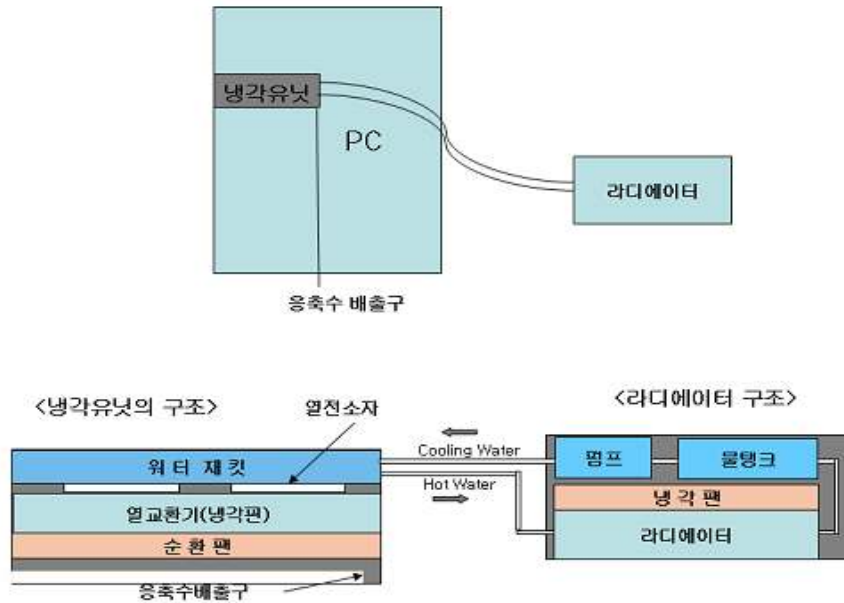 냉각유닛
PC
라디에이터
응축수 배출구
<냉각유닛의 구조>
열전소자
<라디에이터 구조>
워터 재킷
Cooling Water
Hot Water
펌프
물탱크
열교환기(냉각핀)
냉각팬
순환팬
라디에이터
응축수배출구